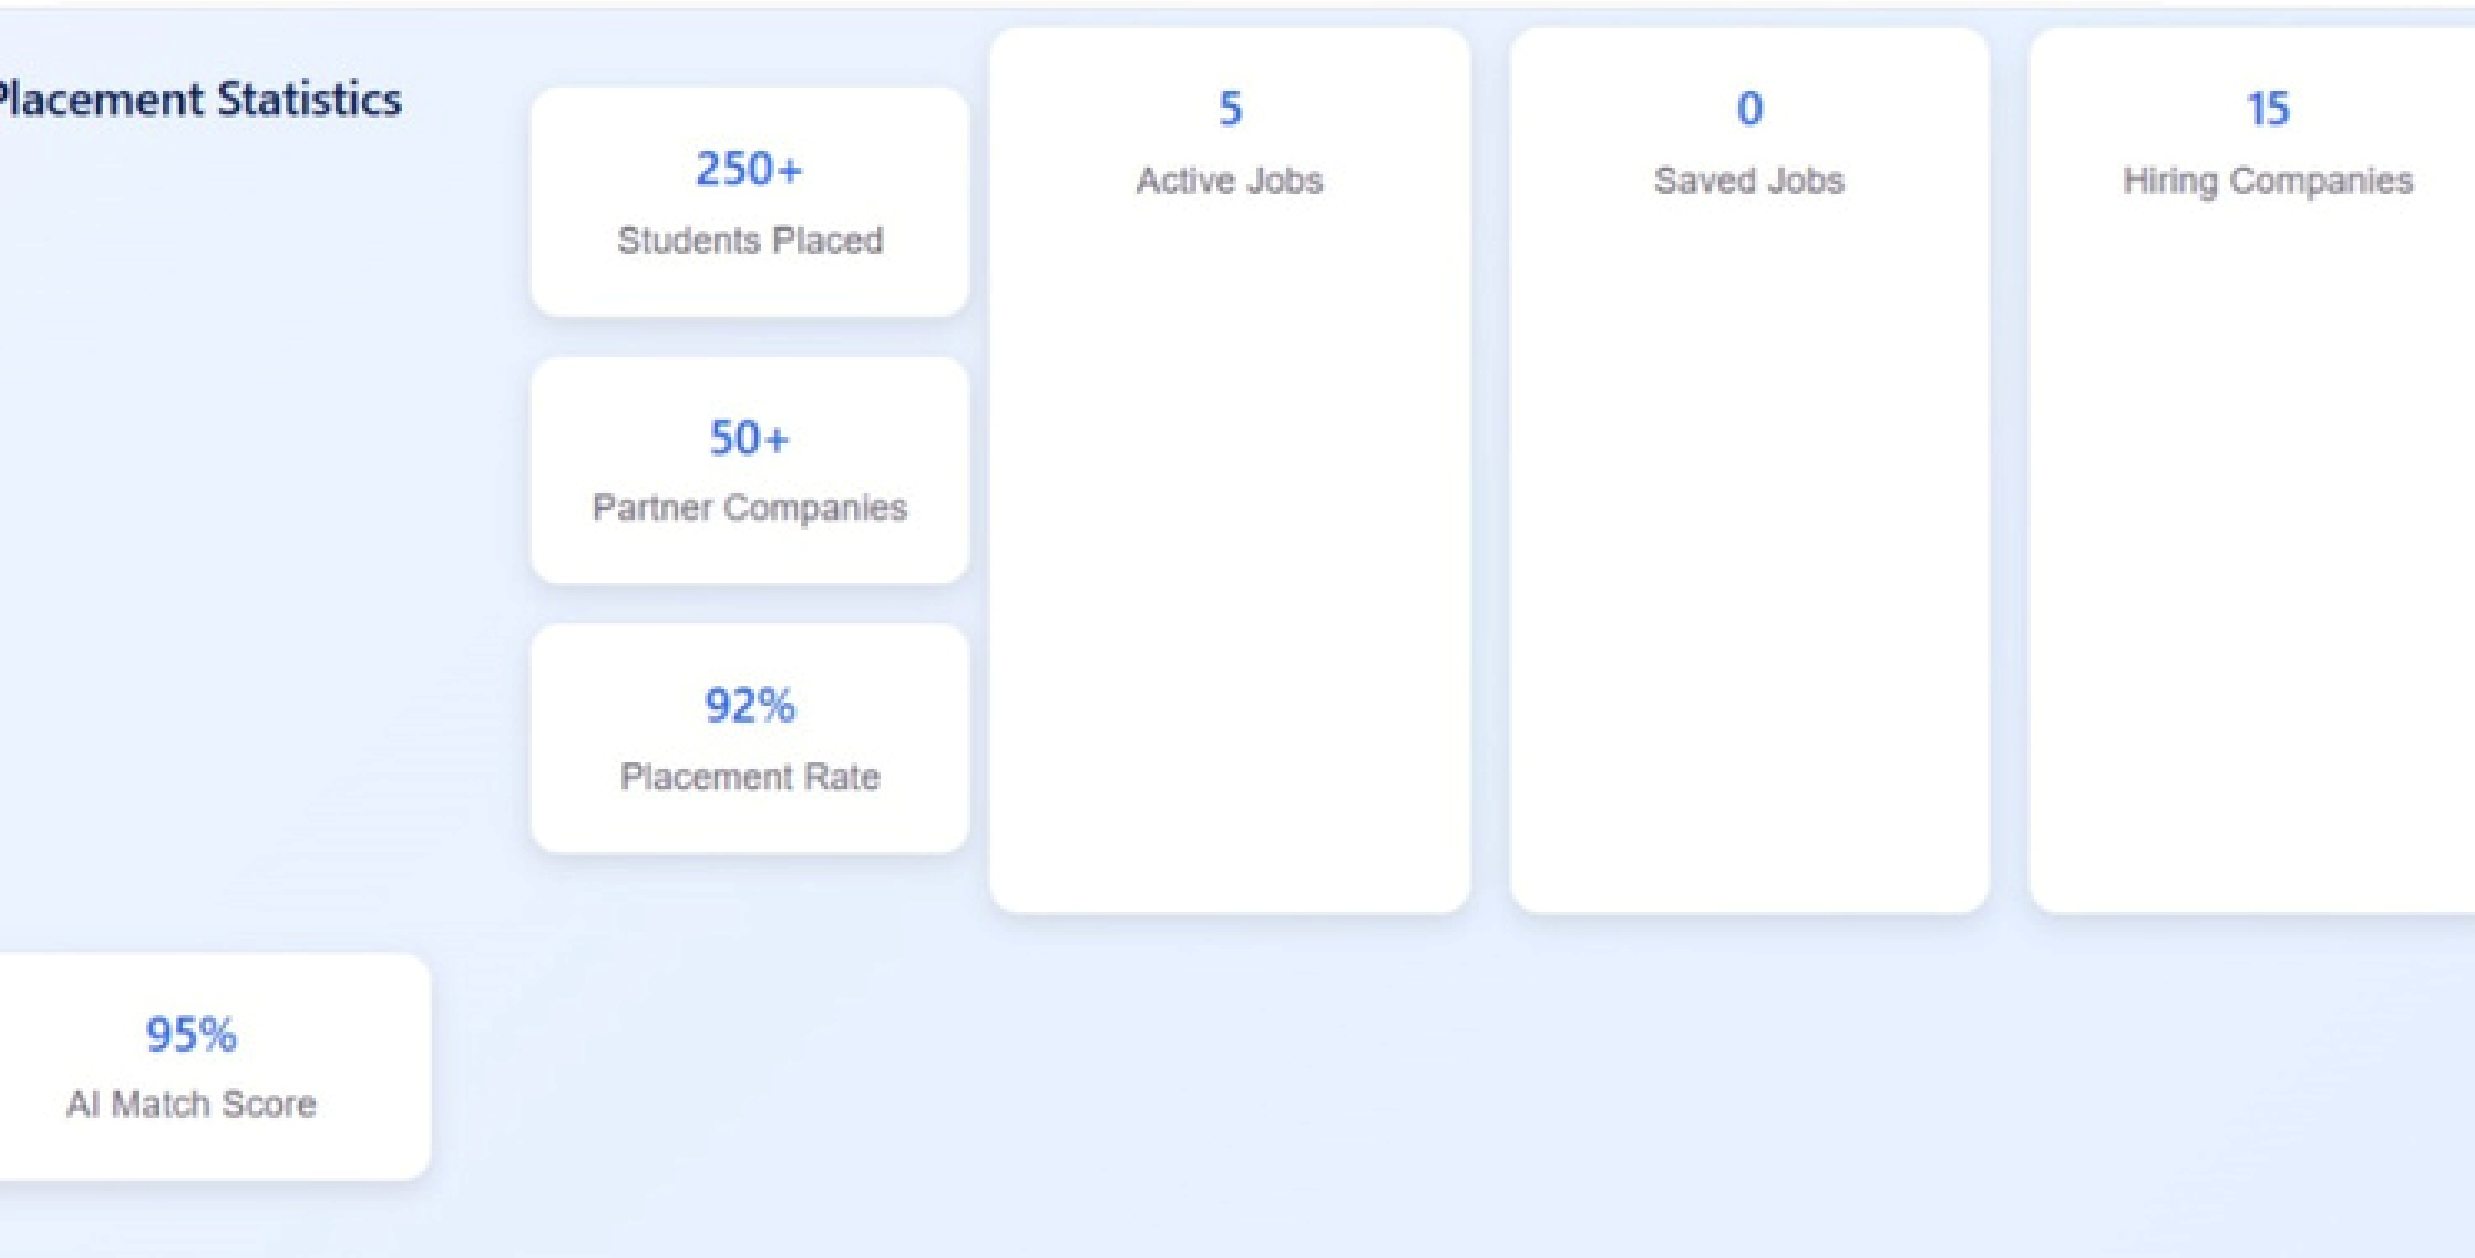 Placement Statistics
250+
Students Placed
50+
Partner Companies
92%
Placement Rate
5
Active Jobs
0
Saved Jobs
15
Hiring Companies
95%
AI Match Score